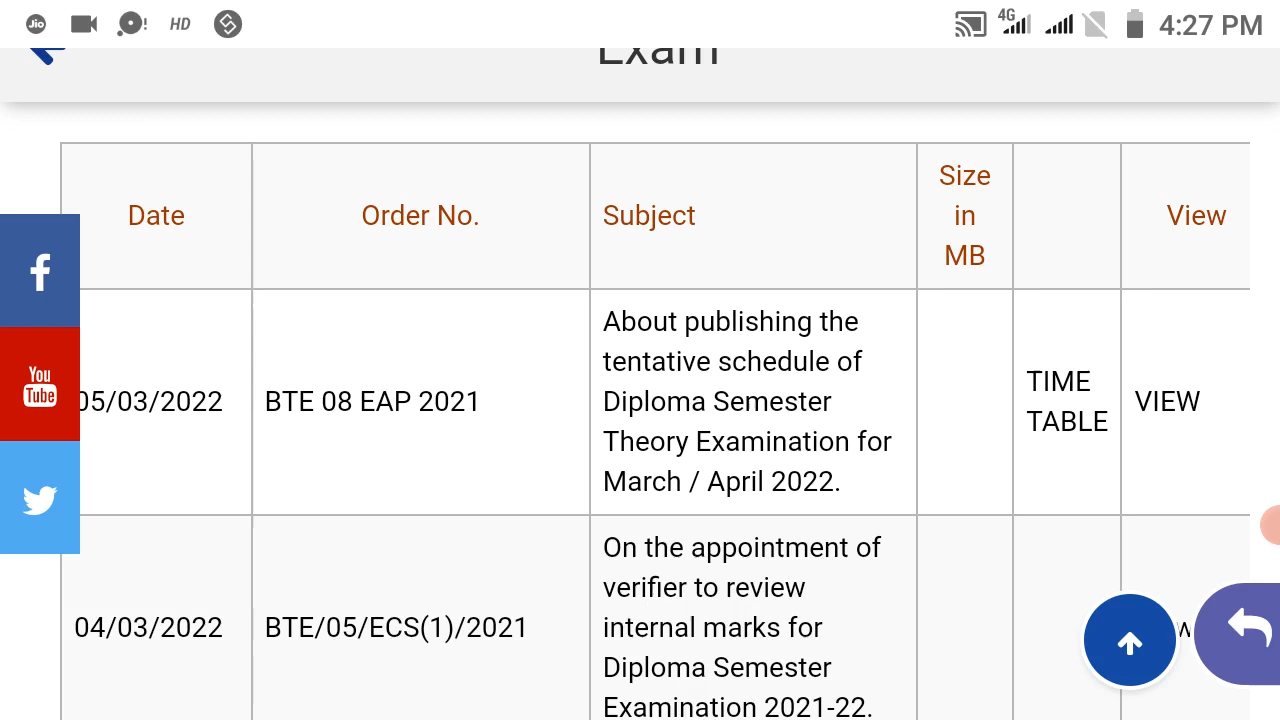 Jio HD 4G 4:27 PM
Exam
Date Order No. Subject Size in MB View
05/03/2022 BTE 08 EAP 2021 About publishing the
tentative schedule of
Diploma Semester
Theory Examination for
March / April 2022.
TIME
TABLE
VIEW
04/03/2022 BTE/05/ECS(1)/2021 On the appointment of
verifier to review
internal marks for
Diploma Semester
Examination 2021-22.
You
Tube